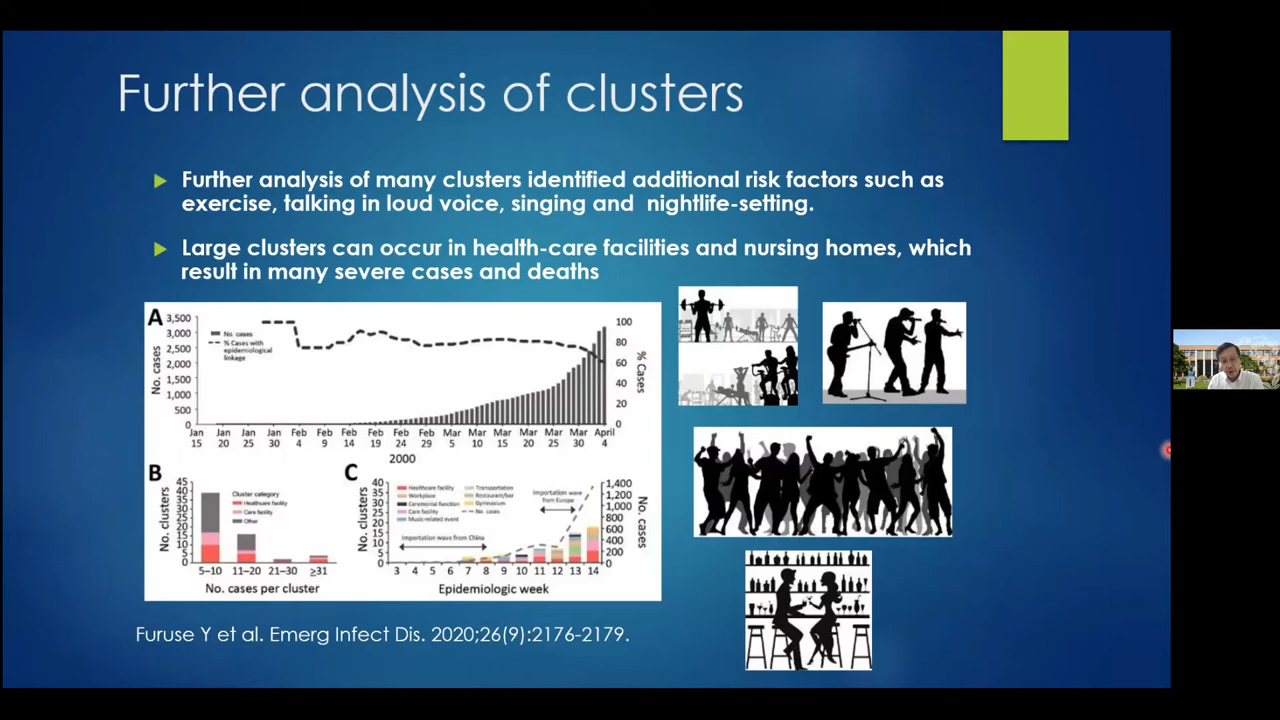 Further analysis of clusters
Further analysis of many clusters identified additional risk factors such as
exercise, talking in loud voice, singing and nightlife-setting.
Large clusters can occur in health-care facilities and nursing homes, which
result in many severe cases and deaths
A
3,500
3,000
2,500
2,000
1,500
1,000
500
0
No. cases
No. cases
% Cases with
epidemiological
linkage
100
80
60
40
20
0
% Cases
Jan Jan Jan Jan Feb Feb Feb Feb Feb Feb Mar Mar Mar Mar Mar Mar April
15 20 25 30 4 9 14 19 24 29 5 10 15 20 25 30 4
2000
B
45
40
35
30
25
20
15
10
5
0
No. clusters
Cluster category
Healthcare facility
Care facility
Other
5–10 11–20 21–30 ≥31
No. cases per cluster
C
40
35
30
25
20
15
10
5
0
No. clusters
Healthcare facility
Workplace
Ceremonial function
Care facility
Music-related event
Transportation
Restaurant/bar
Gymnasium
No. cases
Importation wave from China
Importation wave
from Europe
1,400
1,200
1,000
800
600
400
200
0
No. cases
3 4 5 6 7 8 9 10 11 12 13 14
Epidemiologic week
Furuse Y et al. Emerg Infect Dis. 2020;26(9):2176-2179.